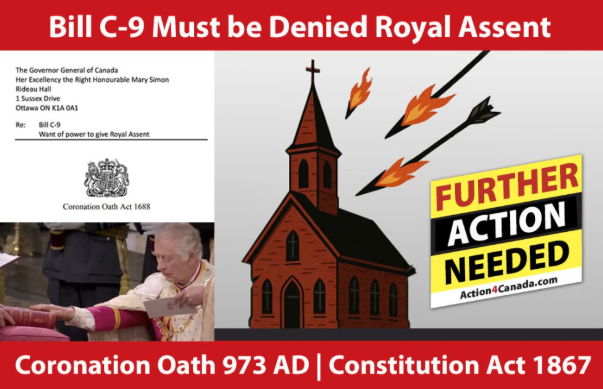 Bill C-9 Must be Denied Royal Assent
The Governor General of Canada
Her Excellency the Right Honourable Mary Simon
Rideau Hall
1 Sussex Drive
Ottawa ON K1A 0A1
Re: Bill C-9
Want of power to give Royal Assent
Coronation Oath Act 1688
FURTHER
ACTION
NEEDED
Action4Canada.com
Coronation Oath 973 AD | Constitution Act 1867